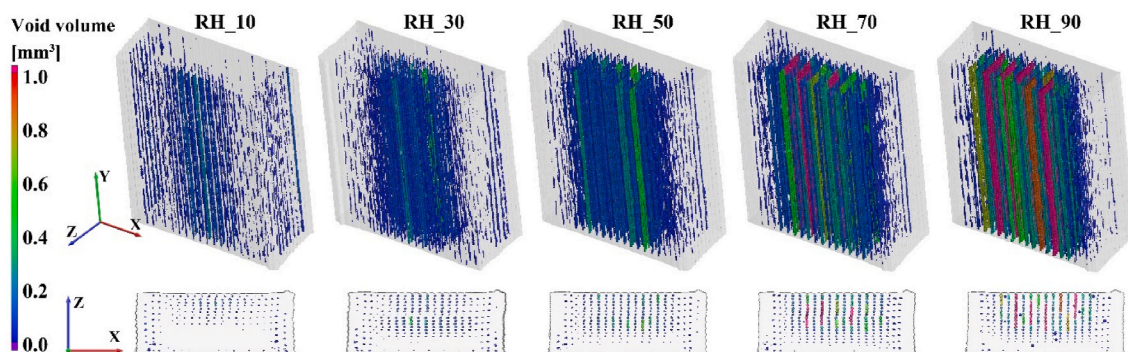 Void volume
[mm³]
RH_10
RH_30
RH_50
RH_70
RH_90
1.0
0.8
0.6
0.4
0.2
0.0
Y
Z
X
Z
X